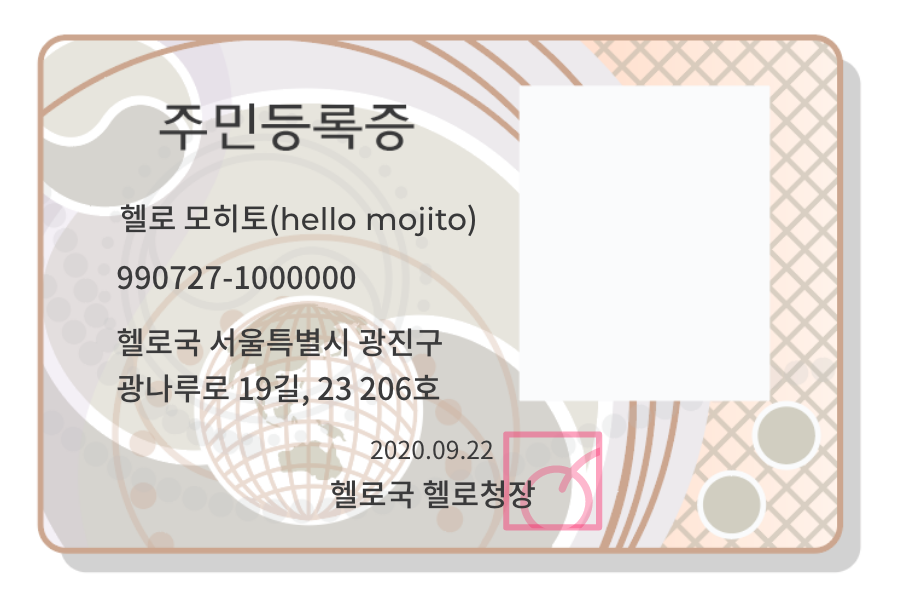 주민등록증
헬로 모히토(hello mojito)
990727-1000000
헬로국 서울특별시 광진구
광나루로 19길, 23 206호
2020.09.22
헬로국 헬로청장